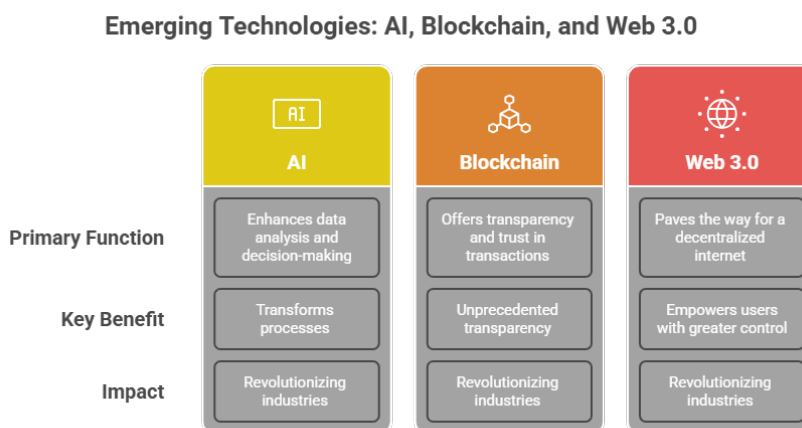 Emerging Technologies: AI, Blockchain, and Web 3.0
AI
AI
Blockchain
Web 3.0
Primary Function
Enhances data
analysis and
decision-making
Offers transparency
and trust in
transactions
Paves the way for a
decentralized
internet
Key Benefit
Transforms
processes
Unprecedented
transparency
Empowers users
with greater control
Impact
Revolutionizing
industries
Revolutionizing
industries
Revolutionizing
industries